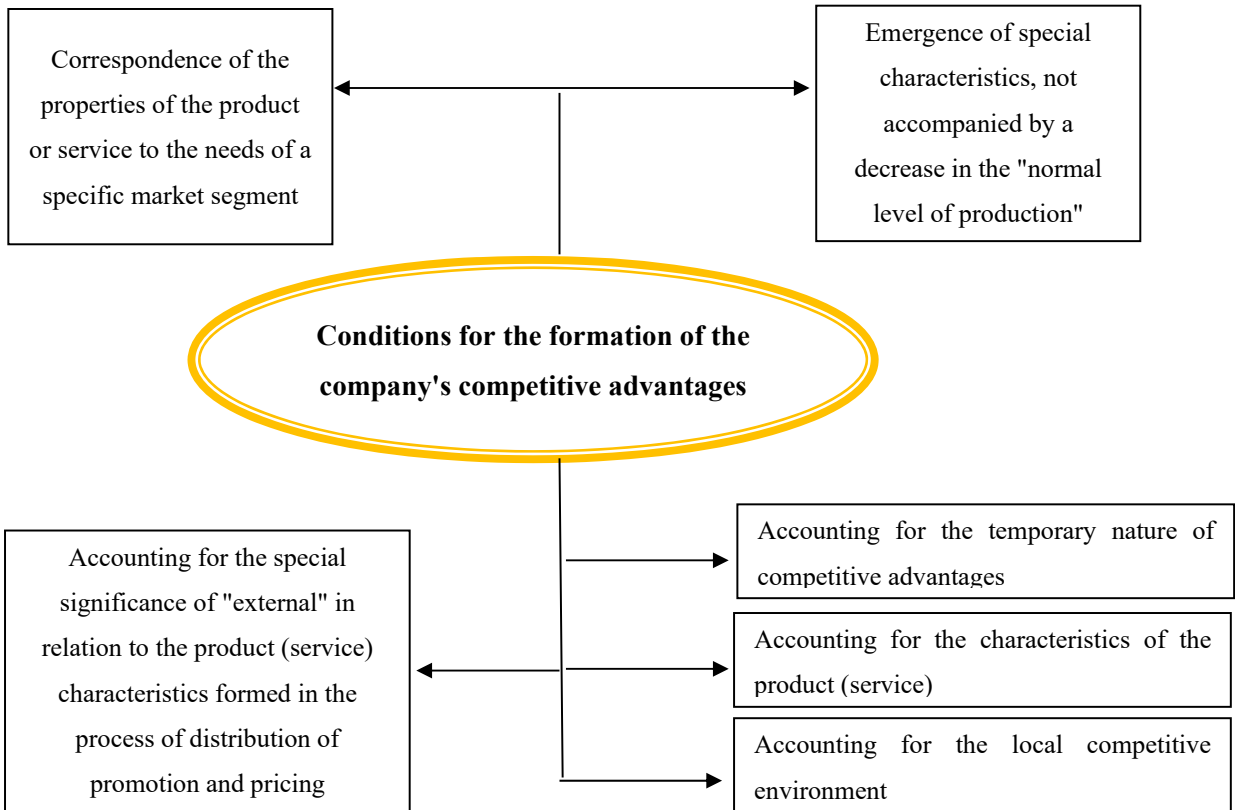 Correspondence of the
properties of the product
or service to the needs of a
specific market segment
Emergence of special
characteristics, not
accompanied by a
decrease in the "normal
level of production"
Conditions for the formation of the
company's competitive advantages
Accounting for the special
significance of "external" in
relation to the product (service)
characteristics formed in the
process of distribution of
promotion and pricing
Accounting for the temporary nature of
competitive advantages
Accounting for the characteristics of the
product (service)
Accounting for the local competitive
environment